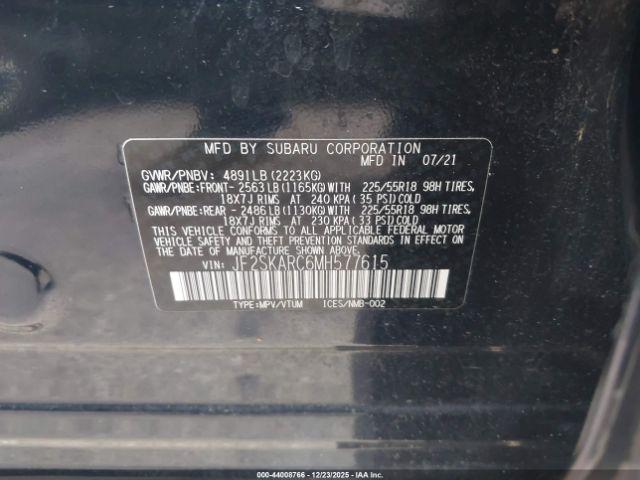 MFD BY SUBARU CORPORATION
MFD IN 07/21
GVWR/PNBV: 4891LB(2223KG)
GAWR/PNBE:FRONT- 2563LB(1165KG)WITH 225/55R18 98H TIRES,
18X7J RIMS AT 240 KPA(35 PSI)COLD
GAWR/PNBE:REAR - 2486LB(1130KG)WITH 225/55R18 98H TIRES,
18X7J RIMS AT 230 KPA(33 PSI)COLD
THIS VEHICLE CONFORMS TO ALL APPLICABLE FEDERAL MOTOR
VEHICLE SAFETY AND THEFT PREVENTION STANDARDS IN EFFECT ON
THE DATE OF MANUFACTURE SHOWN ABOVE.
VIN: JF2SKARC6MH577615
TYPE:MPV/VTUM ICES/NMB-002
000-44008766 - 12/23/2025 - IAAI.COM